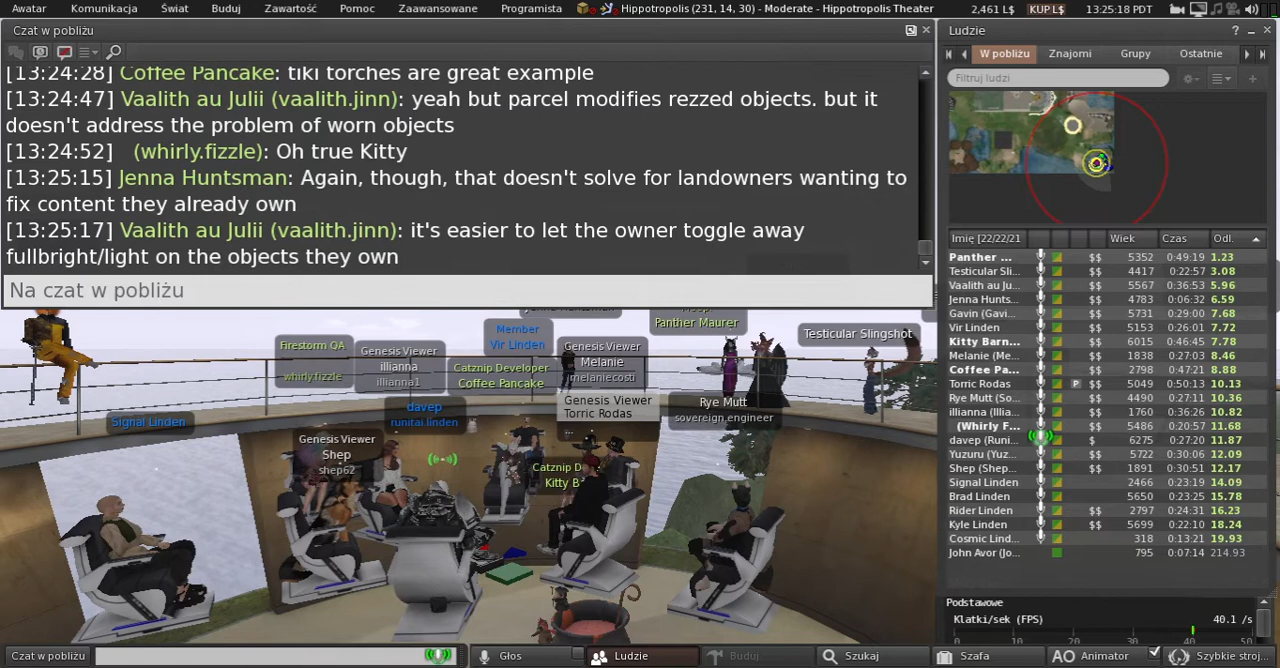 Awatar Komunikacja Świat Buduj Zawartość Pomoc Zaawansowane Programista Hippotropolis (231, 14, 30) - Moderate - Hippotropolis Theater 2,461 L$ KUP L$ 13:25:18 PDT
Czat w pobliżu
[13:24:28] Coffee Pancake: tiki torches are great example
[13:24:47] Vaalith au Julii (vaalith.jinn): yeah but parcel modifies rezzed objects. but it
doesn't address the problem of worn objects
[13:24:52] (whirly.fizzle): Oh true Kitty
[13:25:15] Jenna Huntsman: Again, though, that doesn't solve for landowners wanting to
fix content they already own
[13:25:17] Vaalith au Julii (vaalith.jinn): it's easier to let the owner toggle away
fullbright/light on the objects they own
Na czat w pobliżu
Panther Maurer
Testicular Slingshot
Member
Vir Linden
Firestorm QA
whirly.fizzle
Genesis Viewer
illianna
illianna1
Catznip Developer
Coffee Pancake
Genesis Viewer
Melanie
melaniecosti
Genesis Viewer
Torric Rodas
...
Rye Mutt
sovereign engineer
Signal Linden
davep
runitai linden
Genesis Viewer
Shep
shep62
Catznip D
Kitty B
Ludzie
W pobliżu Znajomi Grupy Ostatnie
Filtruj ludzi
Imię [22/22/21 Wiek Czas Odl.
Panther ... $$ 5352 0:49:19 1.23
Testicular Sli... $$ 4417 0:22:57 3.08
Vaalith au Ju... $$ 5567 0:36:53 5.96
Jenna Hunts... $$ 4783 0:06:32 6.59
Gavin (Gavi... $$ 5731 0:29:00 7.68
Vir Linden $$ 5153 0:26:01 7.72
Kitty Barn... $$ 6015 0:46:45 7.78
Melanie (Me... $$ 1838 0:27:03 8.46
Coffee Pa... $$ 2798 0:47:21 8.88
Torric Rodas P $$ 5049 0:50:13 10.13
Rye Mutt (So... $$ 4490 0:27:11 10.36
illianna (Illia... $$ 1760 0:36:26 10.82
(Whirly F... $$ 5486 0:20:57 11.68
davep (Runi... $ 6275 0:27:20 11.87
Yuzuru (Yuz... $$ 5722 0:30:06 12.09
Shep (Shep... $$ 1891 0:30:51 12.17
Signal Linden 2466 0:23:19 14.09
Brad Linden 5650 0:23:25 15.78
Rider Linden $$ 2797 0:24:31 16.23
Kyle Linden $$ 5699 0:22:10 18.24
Cosmic Lind... 318 0:13:21 19.93
John Avor (Jo... 795 0:07:14 214.93
Podstawowe
Klatki/sek (FPS) 40.1 /s
0 10 20 30 40 50
Czat w pobliżu Głos Ludzie Buduj Szukaj Szafa AO Animator Szybkie stroj...